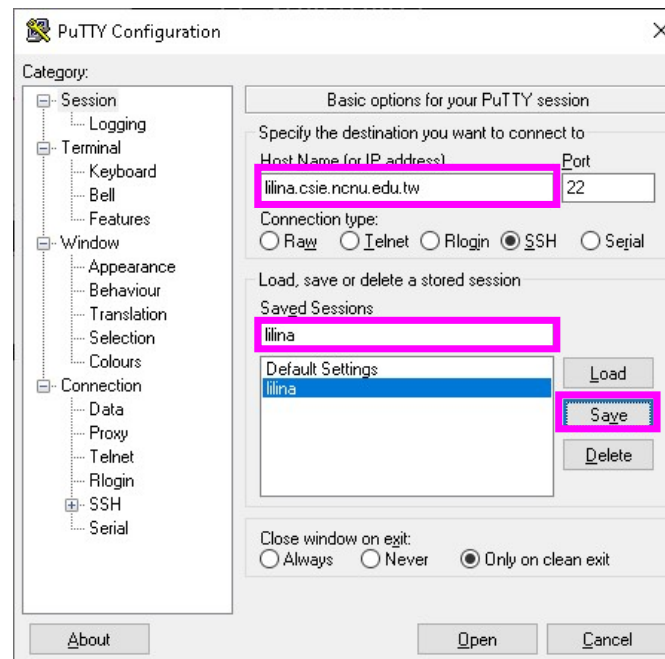 PuTTY Configuration
Category:
Session
Logging
Terminal
Keyboard
Bell
Features
Window
Appearance
Behaviour
Translation
Selection
Colours
Connection
Data
Proxy
Telnet
Rlogin
SSH
Serial
Basic options for your PuTTY session
Specify the destination you want to connect to
Host Name (or IP address) Port
lilina.csie.ncnu.edu.tw 22
Connection type:
Raw Telnet Rlogin SSH Serial
Load, save or delete a stored session
Saved Sessions
lilina
Default Settings
lilina
Load
Save
Delete
Close window on exit:
Always Never Only on clean exit
About Open Cancel